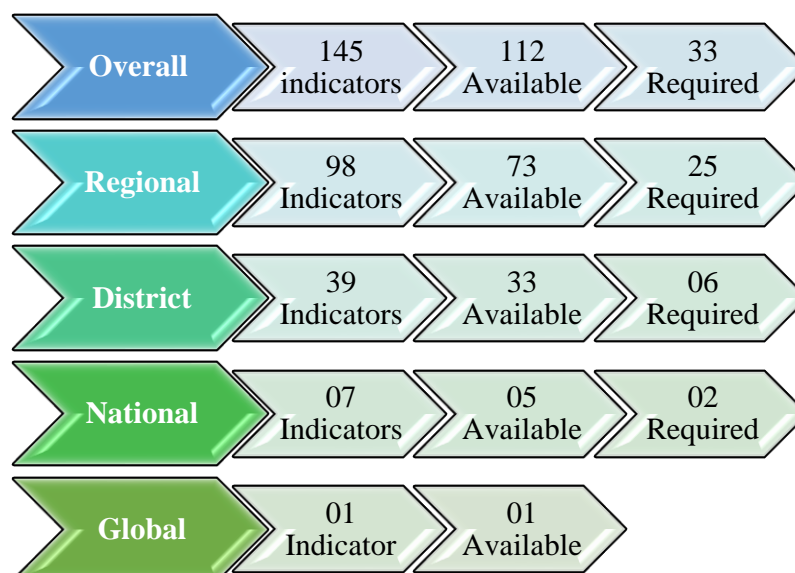 Overall
145
indicators
112
Available
33
Required
Regional
98
Indicators
73
Available
25
Required
District
39
Indicators
33
Available
06
Required
National
07
Indicators
05
Available
02
Required
Global
01
Indicator
01
Available